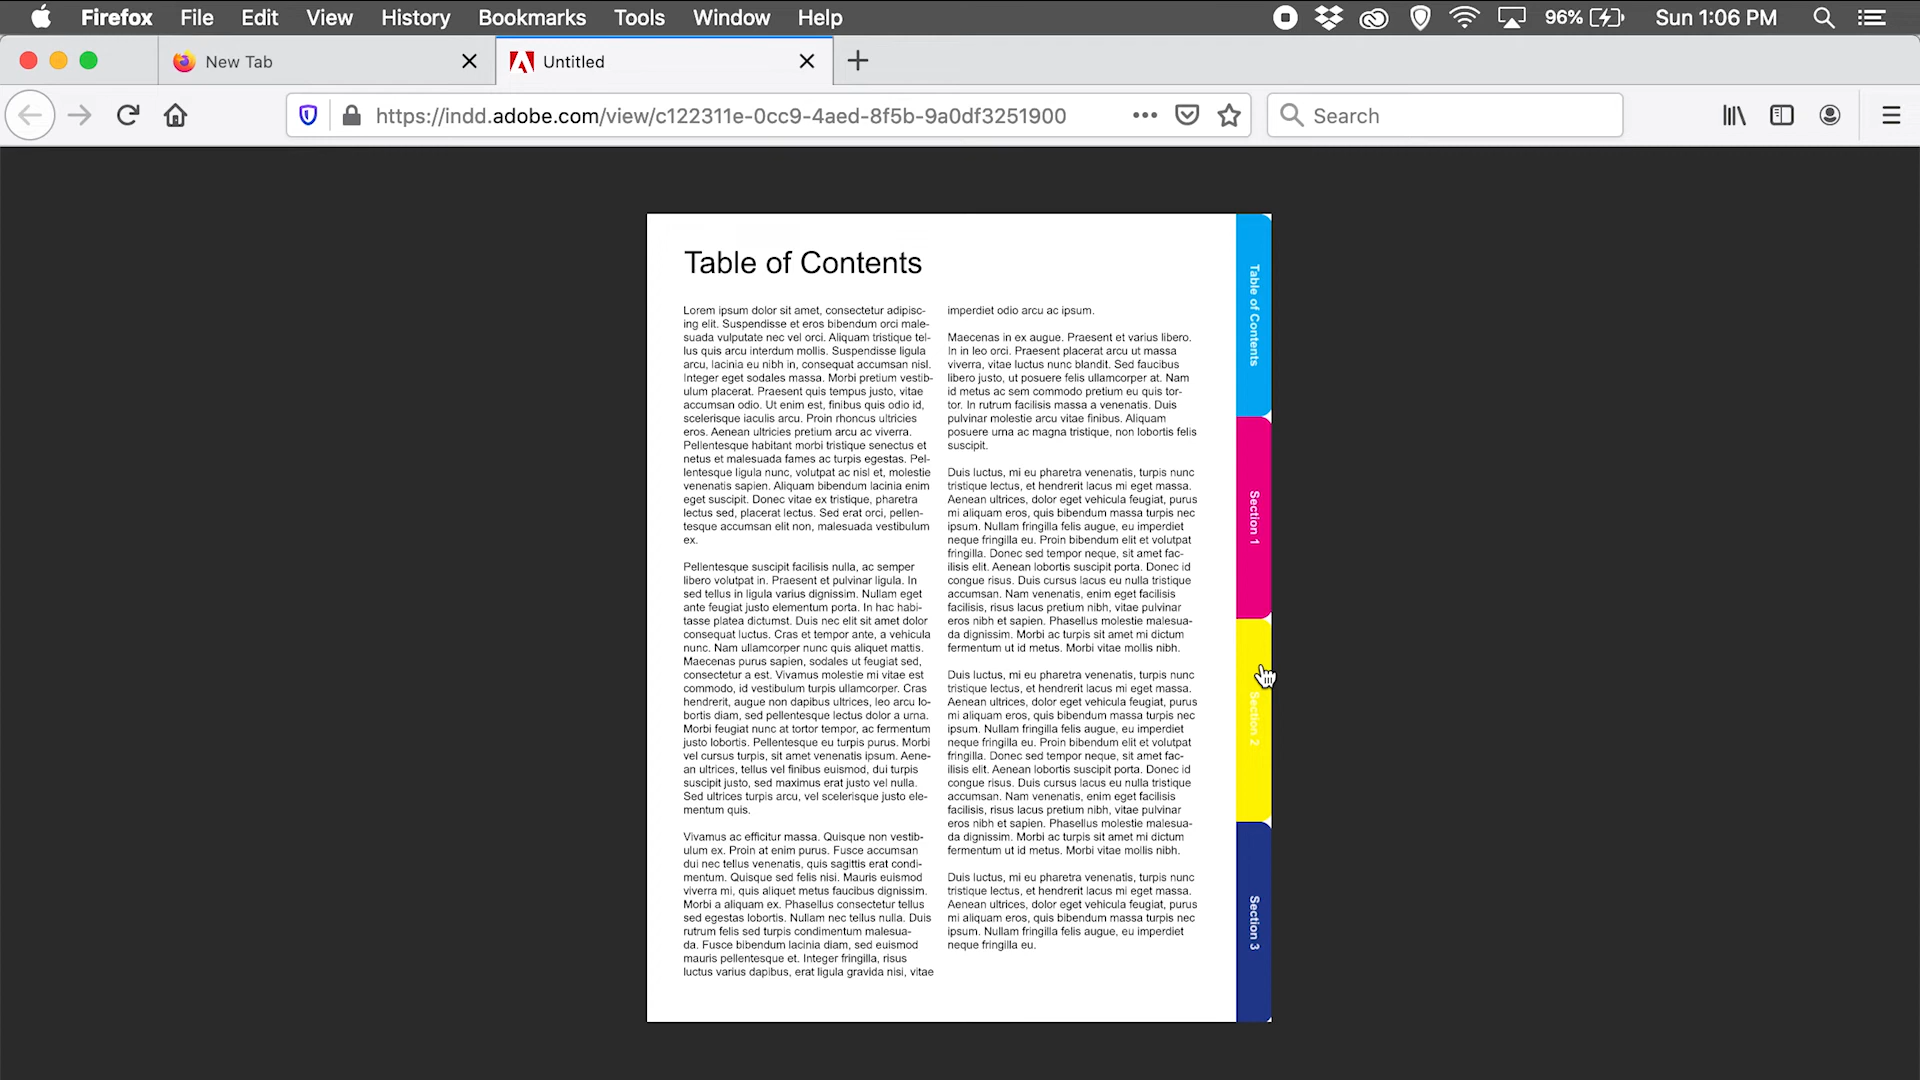 Firefox File Edit View History Bookmarks Tools Window Help 96% Sun 1:06 PM
New Tab Untitled
https://indd.adobe.com/view/c122311e-0cc9-4aed-8f5b-9a0df3251900 Search
Table of Contents
Lorem ipsum dolor sit amet, consectetur adipisc-
ing elit. Suspendisse et eros bibendum orci male-
suada vulputate nec vel orci. Aliquam tristique tel-
lus quis arcu interdum mollis. Suspendisse ligula
arcu, lacinia eu nibh in, consequat accumsan nisl.
Integer eget sodales massa. Morbi pretium vestib-
ulum placerat. Praesent quis tempus justo, vitae
accumsan odio. Ut enim est, finibus quis odio id,
scelerisque iaculis arcu. Proin rhoncus ultricies
eros. Aenean ultricies pretium arcu ac viverra.
Pellentesque habitant morbi tristique senectus et
netus et malesuada fames ac turpis egestas. Pel-
lentesque ligula nunc, volutpat ac nisl et, molestie
venenatis sapien. Aliquam bibendum lacinia enim
eget suscipit. Donec vitae ex tristique, pharetra
lectus sed, placerat lectus. Sed erat orci, pellen-
tesque accumsan elit non, malesuada vestibulum
ex.
Pellentesque suscipit facilisis nulla, ac semper
libero volutpat in. Praesent et pulvinar ligula. In
sed tellus in ligula varius dignissim. Nullam eget
ante feugiat justo elementum porta. In hac habi-
tasse platea dictumst. Duis nec elit sit amet dolor
consequat luctus. Cras et tempor ante, a vehicula
nunc. Nam ullamcorper nunc quis aliquet mattis.
Maecenas purus sapien, sodales ut feugiat sed,
consectetur a est. Vivamus molestie mi vitae est
commodo, id vestibulum turpis ullamcorper. Cras
hendrerit, augue non dapibus ultrices, leo arcu lo-
bortis diam, sed pellentesque lectus dolor a urna.
Morbi feugiat nunc at tortor tempor, ac fermentum
justo lobortis. Pellentesque eu turpis purus. Morbi
vel cursus turpis, sit amet venenatis ipsum. Aene-
an ultrices, tellus vel finibus euismod, dui turpis
suscipit justo, sed maximus erat justo vel nulla.
Sed ultrices turpis arcu, vel scelerisque justo ele-
mentum quis.
Vivamus ac efficitur massa. Quisque non vestib-
ulum ex. Proin at enim purus. Fusce accumsan
dui nec tellus venenatis, quis sagittis erat condi-
mentum. Quisque sed felis nisi. Mauris euismod
viverra mi, quis aliquet metus faucibus dignissim.
Morbi a aliquam ex. Phasellus consectetur tellus
sed egestas lobortis. Nullam nec tellus nulla. Duis
rutrum felis sed turpis condimentum malesua-
da. Fusce bibendum lacinia diam, sed euismod
mauris pellentesque et. Integer fringilla, risus
luctus varius dapibus, erat ligula gravida nisi, vitae
imperdiet odio arcu ac ipsum.
Maecenas in ex augue. Praesent et varius libero.
In in leo orci. Praesent placerat arcu ut massa
viverra, vitae luctus nunc blandit. Sed faucibus
libero justo, ut posuere felis ullamcorper at. Nam
id metus ac sem commodo pretium eu quis tor-
tor. In rutrum facilisis massa a venenatis. Duis
pulvinar molestie arcu vitae finibus. Aliquam
posuere urna ac magna tristique, non lobortis felis
suscipit.
Duis luctus, mi eu pharetra venenatis, turpis nunc
tristique lectus, et hendrerit lacus mi eget massa.
Aenean ultrices, dolor eget vehicula feugiat, purus
mi aliquam eros, quis bibendum massa turpis nec
ipsum. Nullam fringilla felis augue, eu imperdiet
neque fringilla eu. Proin bibendum elit et volutpat
fringilla. Donec sed tempor neque, sit amet fac-
ilisis elit. Aenean lobortis suscipit porta. Donec id
congue risus. Duis cursus lacus eu nulla tristique
accumsan. Nam venenatis, enim eget facilisis
facilisis, risus lacus pretium nibh, vitae pulvinar
eros nibh et sapien. Phasellus molestie malesua-
da dignissim. Morbi ac turpis sit amet mi dictum
fermentum ut id metus. Morbi vitae mollis nibh.
Duis luctus, mi eu pharetra venenatis, turpis nunc
tristique lectus, et hendrerit lacus mi eget massa.
Aenean ultrices, dolor eget vehicula feugiat, purus
mi aliquam eros, quis bibendum massa turpis nec
ipsum. Nullam fringilla felis augue, eu imperdiet
neque fringilla eu. Proin bibendum elit et volutpat
fringilla. Donec sed tempor neque, sit amet fac-
ilisis elit. Aenean lobortis suscipit porta. Donec id
congue risus. Duis cursus lacus eu nulla tristique
accumsan. Nam venenatis, enim eget facilisis
facilisis, risus lacus pretium nibh, vitae pulvinar
eros nibh et sapien. Phasellus molestie malesua-
da dignissim. Morbi ac turpis sit amet mi dictum
fermentum ut id metus. Morbi vitae mollis nibh.
Duis luctus, mi eu pharetra venenatis, turpis nunc
tristique lectus, et hendrerit lacus mi eget massa.
Aenean ultrices, dolor eget vehicula feugiat, purus
mi aliquam eros, quis bibendum massa turpis nec
ipsum. Nullam fringilla felis augue, eu imperdiet
neque fringilla eu.
Table of Contents
Section 1
Section 2
Section 3